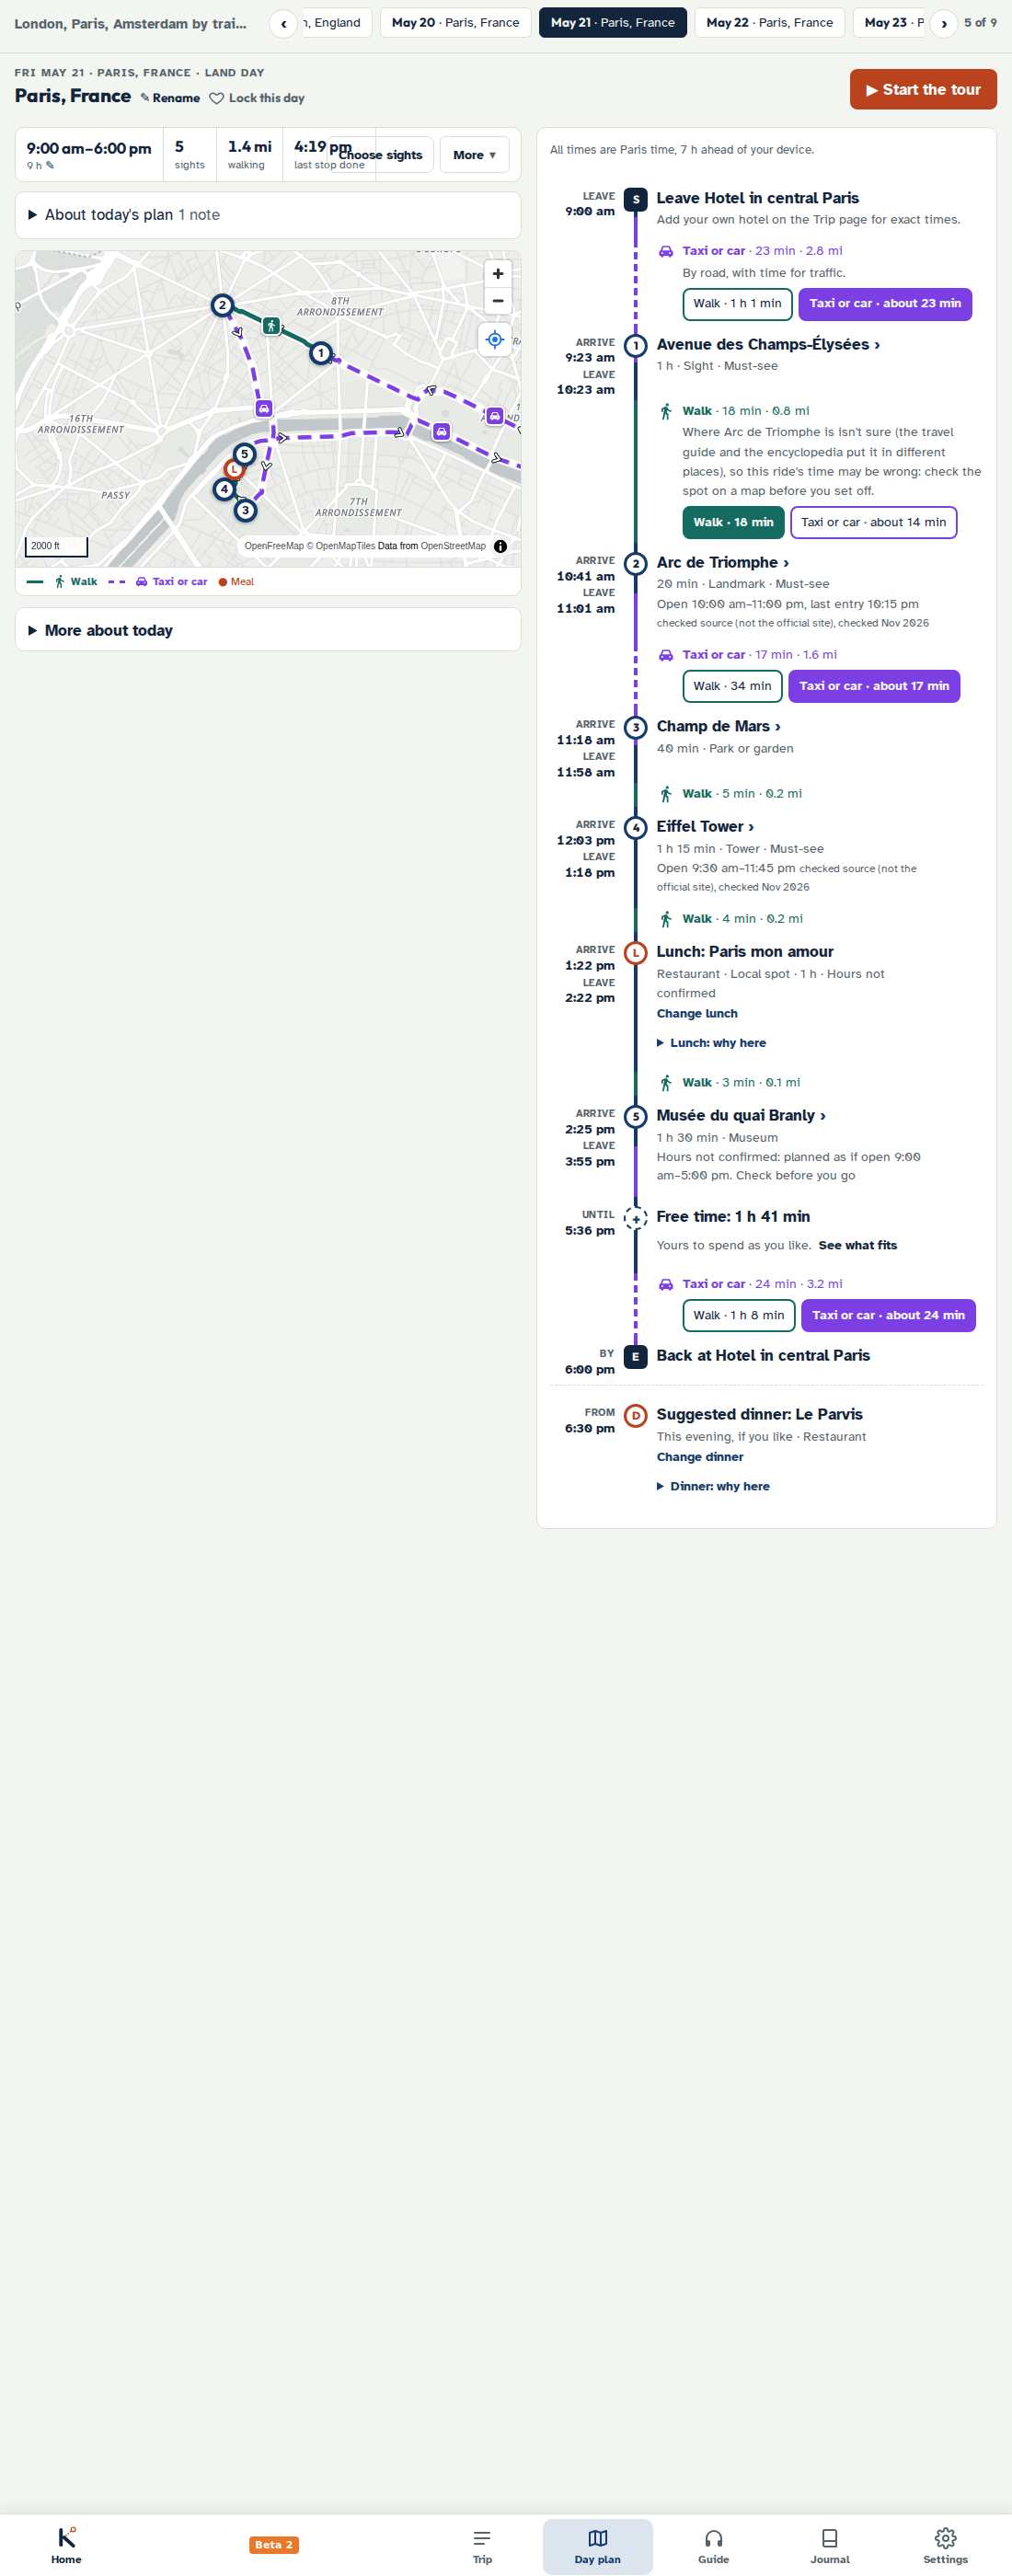 London, Paris, Amsterdam by trai...
‹
n, England
May 20 · Paris, France
May 21 · Paris, France
May 22 · Paris, France
May 23 · P
›
5 of 9
FRI MAY 21 · PARIS, FRANCE · LAND DAY
Paris, France ✎ Rename Lock this day
▶ Start the tour
9:00 am–6:00 pm
9 h ✎
5
sights
1.4 mi
walking
4:19 pm
last stop done
Choose sights
More ▾
▶ About today's plan 1 note
8TH
ARRONDISSEMENT
16TH
ARRONDISSEMENT
PASSY
7TH
ARRONDISSEMENT
2
1
5
L
4
3
+
−
2000 ft
OpenFreeMap © OpenMapTiles Data from OpenStreetMap
Walk
Taxi or car
Meal
▶ More about today
All times are Paris time, 7 h ahead of your device.
LEAVE
9:00 am
S
Leave Hotel in central Paris
Add your own hotel on the Trip page for exact times.
Taxi or car · 23 min · 2.8 mi
By road, with time for traffic.
Walk · 1 h 1 min
Taxi or car · about 23 min
ARRIVE
9:23 am
LEAVE
10:23 am
1
Avenue des Champs-Élysées ›
1 h · Sight · Must-see
Walk · 18 min · 0.8 mi
Where Arc de Triomphe is isn't sure (the travel
guide and the encyclopedia put it in different
places), so this ride's time may be wrong: check the
spot on a map before you set off.
Walk · 18 min
Taxi or car · about 14 min
ARRIVE
10:41 am
LEAVE
11:01 am
2
Arc de Triomphe ›
20 min · Landmark · Must-see
Open 10:00 am–11:00 pm, last entry 10:15 pm
checked source (not the official site), checked Nov 2026
Taxi or car · 17 min · 1.6 mi
Walk · 34 min
Taxi or car · about 17 min
ARRIVE
11:18 am
LEAVE
11:58 am
3
Champ de Mars ›
40 min · Park or garden
Walk · 5 min · 0.2 mi
ARRIVE
12:03 pm
LEAVE
1:18 pm
4
Eiffel Tower ›
1 h 15 min · Tower · Must-see
Open 9:30 am–11:45 pm checked source (not the
official site), checked Nov 2026
Walk · 4 min · 0.2 mi
ARRIVE
1:22 pm
LEAVE
2:22 pm
L
Lunch: Paris mon amour
Restaurant · Local spot · 1 h · Hours not
confirmed
Change lunch
▶ Lunch: why here
Walk · 3 min · 0.1 mi
ARRIVE
2:25 pm
LEAVE
3:55 pm
5
Musée du quai Branly ›
1 h 30 min · Museum
Hours not confirmed: planned as if open 9:00
am–5:00 pm. Check before you go
UNTIL
5:36 pm
+
Free time: 1 h 41 min
Yours to spend as you like. See what fits
Taxi or car · 24 min · 3.2 mi
Walk · 1 h 8 min
Taxi or car · about 24 min
BY
6:00 pm
E
Back at Hotel in central Paris
FROM
6:30 pm
D
Suggested dinner: Le Parvis
This evening, if you like · Restaurant
Change dinner
▶ Dinner: why here
Home
Beta 2
Trip
Day plan
Guide
Journal
Settings